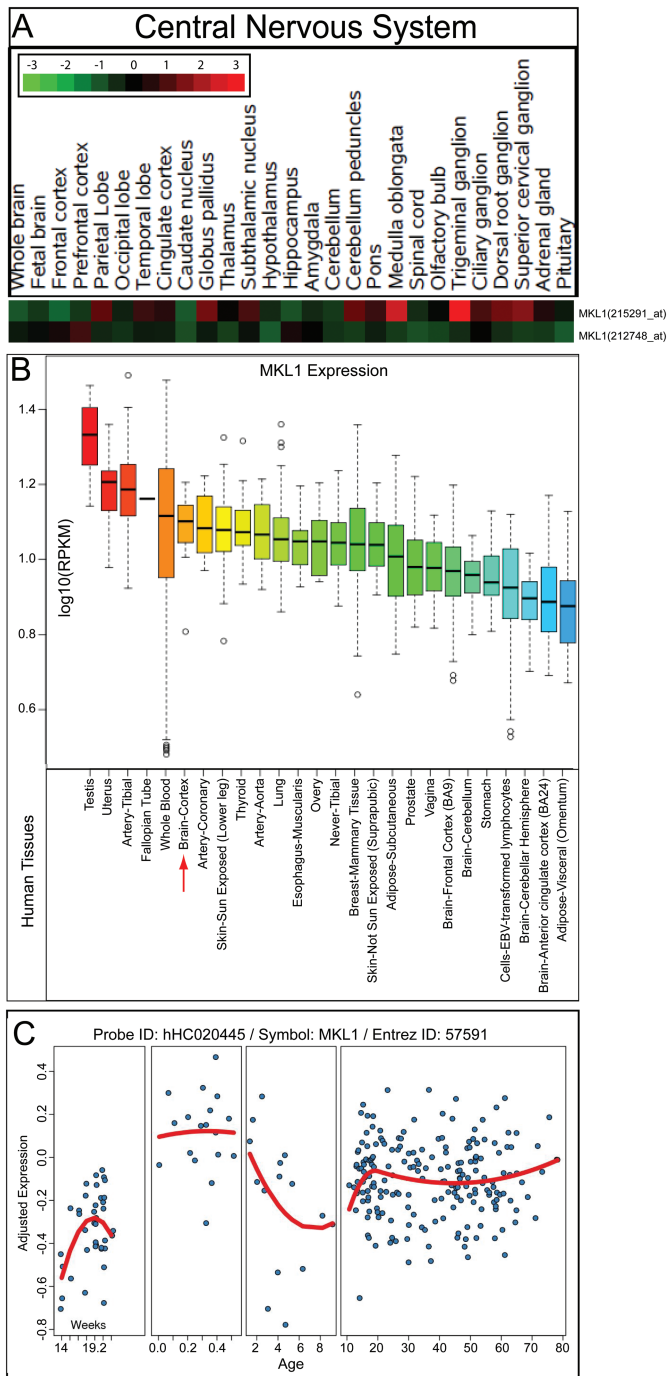 A
Central Nervous System
-3 -2 -1 0 1 2 3
Whole brain
Fetal brain
Frontal cortex
Prefrontal cortex
Parietal Lobe
Occipital lobe
Temporal lobe
Cingulate cortex
Caudate nucleus
Globus pallidus
Thalamus
Subthalamic nucleus
Hypothalamus
Hippocampus
Amygdala
Cerebellum
Cerebellum peduncles
Pons
Medulla oblongata
Spinal cord
Olfactory bulb
Trigeminal ganglion
Ciliary ganglion
Dorsal root ganglion
Superior cervical ganglion
Adrenal gland
Pituitary
MKL1(215291_at)
MKL1(212748_at)
B
MKL1 Expression
log10(RPKM)
1.4
1.2
1.0
0.8
0.6
Human Tissues
Testis
Uterus
Artery-Tibial
Fallopian Tube
Whole Blood
Brain-Cortex
Artery-Coronary
Skin-Sun Exposed (Lower leg)
Thyroid
Artery-Aorta
Lung
Esophagus-Muscularis
Overy
Never-Tibial
Breast-Mammary Tissue
Skin-Not Sun Exposed (Suprapubic)
Adipose-Subcutaneous
Prostate
Vagina
Brain-Frontal Cortex (BA9)
Brain-Cerebellum
Stomach
Cells-EBV-transformed lymphocytes
Brain-Cerebellar Hemisphere
Brain-Anterior cingulate cortex (BA24)
Adipose-Visceral (Omentum)
C
Probe ID: hHC020445 / Symbol: MKL1 / Entrez ID: 57591
Adjusted Expression
0.4
0.2
0.0
-0.2
-0.4
-0.6
-0.8
Weeks
14 19.2 0.0 0.2 0.4 2 4 6 8 10 20 30 40 50 60 70 80
Age